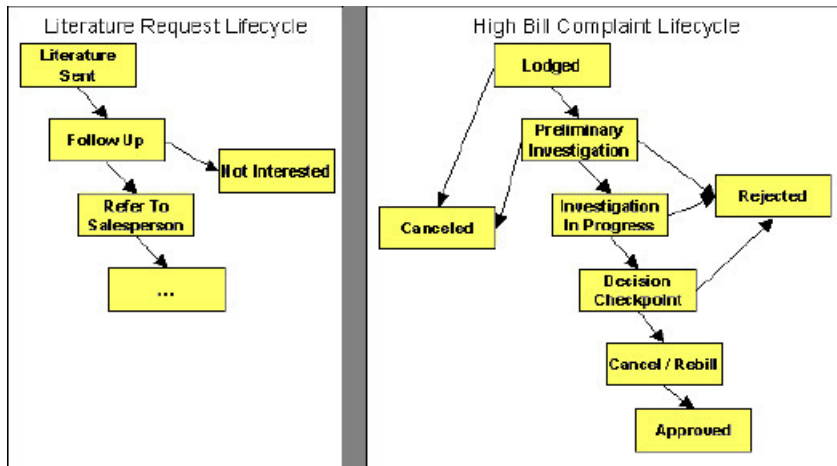 Literature Request Lifecycle
Literature
Sent
Follow Up
Not Interested
Refer To
Salesperson
...
High Bill Complaint Lifecycle
Lodged
Preliminary
Investigation
Rejected
Investigation
In Progress
Canceled
Decision
Checkpoint
Cancel / Rebill
Approved